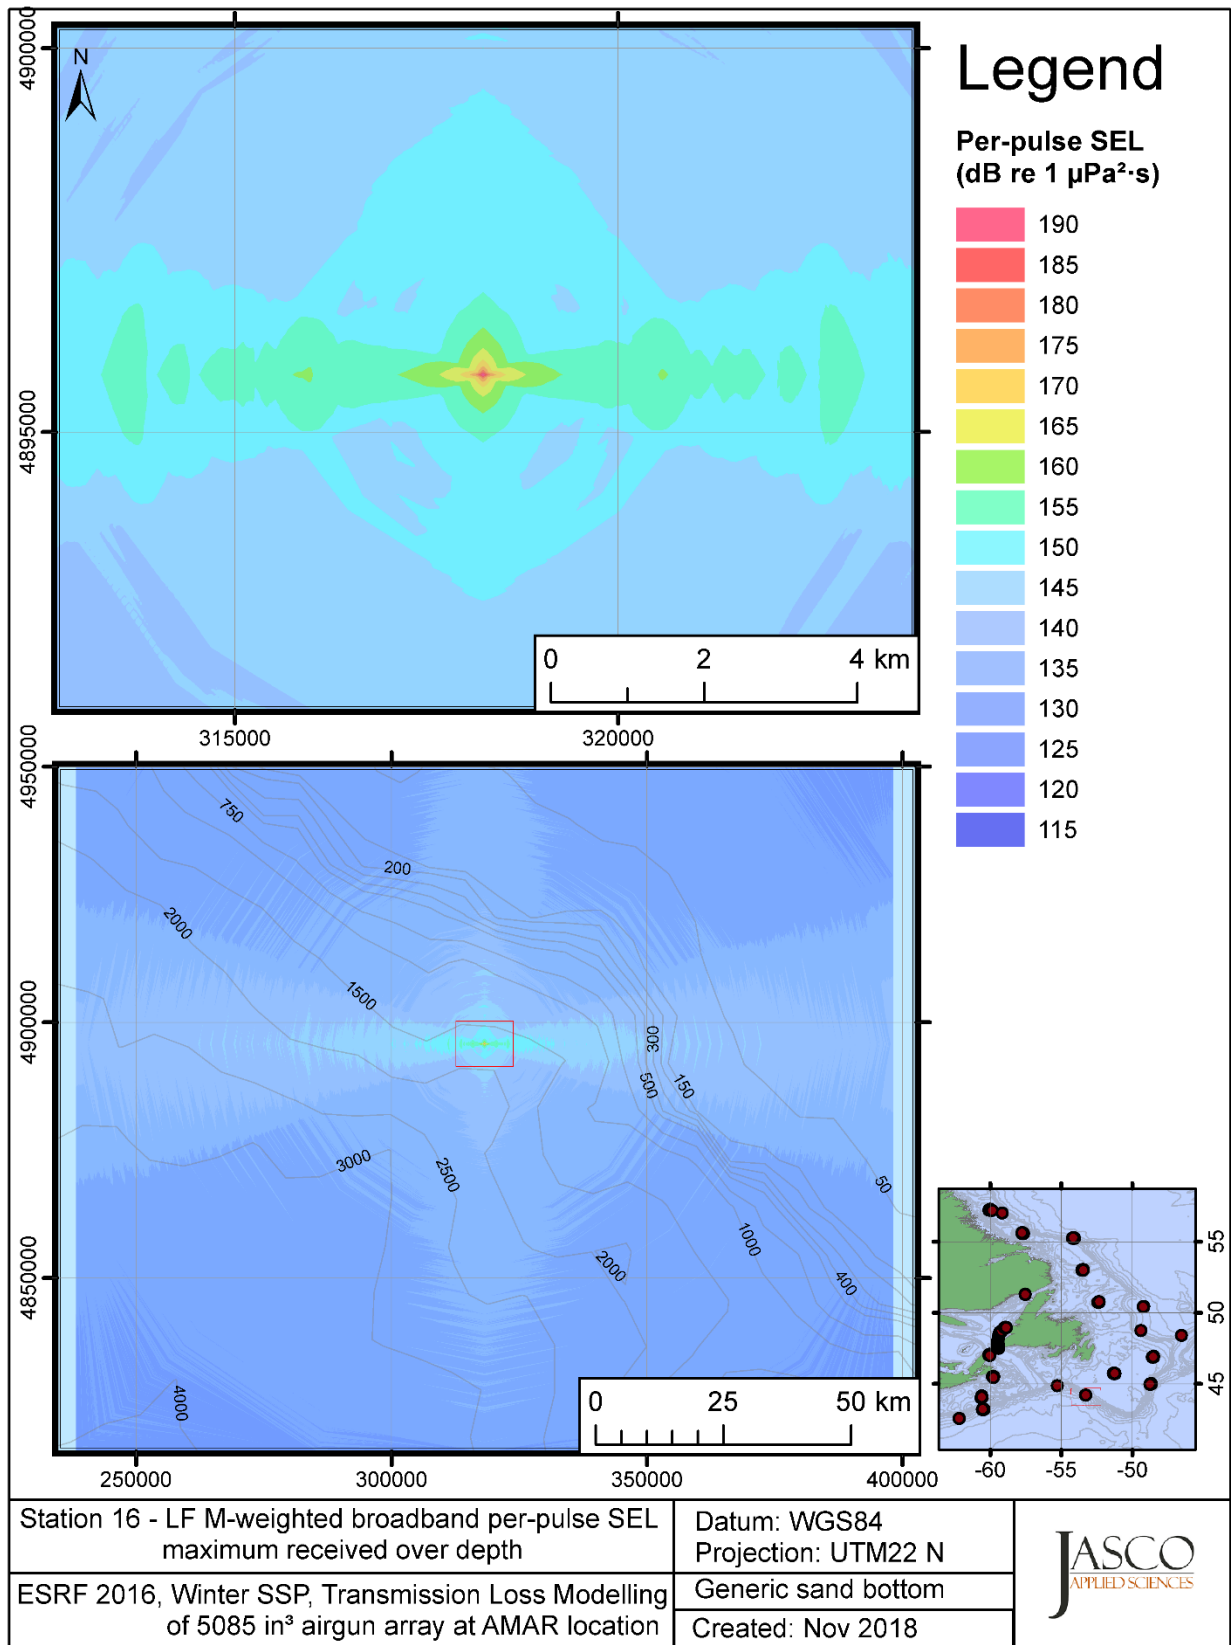 4900000
4895000
N
315000
320000
0 2 4 km
Legend
Per-pulse SEL
(dB re 1 µPa²·s)
190
185
180
175
170
165
160
155
150
145
140
135
130
125
120
115
4950000
4900000
4850000
750
200
2000
1500
300
500
150
3000
2500
50
1000
2000
400
4000
0 25 50 km
250000
300000
350000
400000
55
50
45
-60
-55
-50
Station 16 - LF M-weighted broadband per-pulse SEL
maximum received over depth
ESRF 2016, Winter SSP, Transmission Loss Modelling
of 5085 in³ airgun array at AMAR location
Datum: WGS84
Projection: UTM22 N
Generic sand bottom
Created: Nov 2018
JASCO
APPLIED SCIENCES